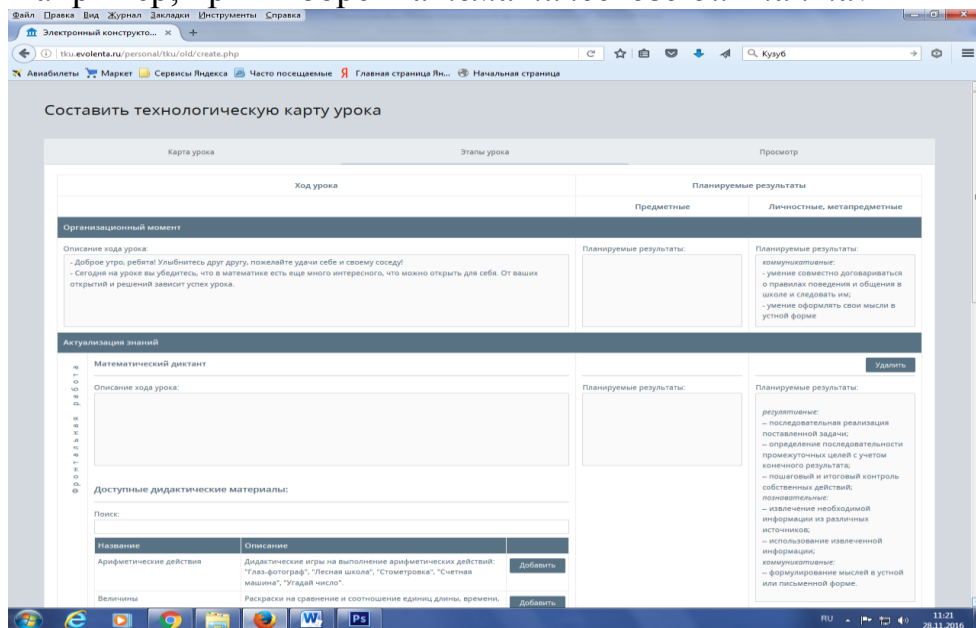 Файл Правка Вид Журнал Закладки Инструменты Справка
Электронный конструкто... × +
tku.evolenta.ru/personal/tku/old/create.php
Кузуб
Авиабилеты Маркет Сервисы Яндекса Часто посещаемые Главная страница Ян... Начальная страница
Составить технологическую карту урока
Карта урока Этапы урока Просмотр
Ход урока Планируемые результаты
Предметные Личностные, метапредметные
Организационный момент
Описание хода урока:
- Доброе утро, ребята! Улыбнитесь друг другу, пожелайте удачи себе и своему соседу!
- Сегодня на уроке вы убедитесь, что в математике есть еще много интересного, что можно открыть для себя. От ваших
открытий и решений зависит успех урока.
Планируемые результаты:
Планируемые результаты:
коммуникативные:
- умение совместно договариваться
о правилах поведения и общения в
школе и следовать им;
- умение оформлять свои мысли в
устной форме
Актуализация знаний
Фронтальная работа
Математический диктант
Удалить
Описание хода урока:
Планируемые результаты:
Планируемые результаты:
регулятивные:
– последовательная реализация
поставленной задачи;
– определение последовательности
промежуточных целей с учетом
конечного результата;
– пошаговый и итоговый контроль
собственных действий;
познавательные:
– извлечение необходимой
информации из различных
источников;
– использование извлеченной
информации;
коммуникативные:
– формулирование мыслей в устной
или письменной форме.
Доступные дидактические материалы:
Поиск:
Название Описание
Арифметические действия
Дидактические игры на выполнение арифметических действий:
"Глаз-фотограф", "Лесная школа", "Стометровка", "Счетная
машина", "Угадай число".
Добавить
Величины
Раскраски на сравнение и соотношение единиц длины, времени,
Добавить
RU
11:21
28.11.2016